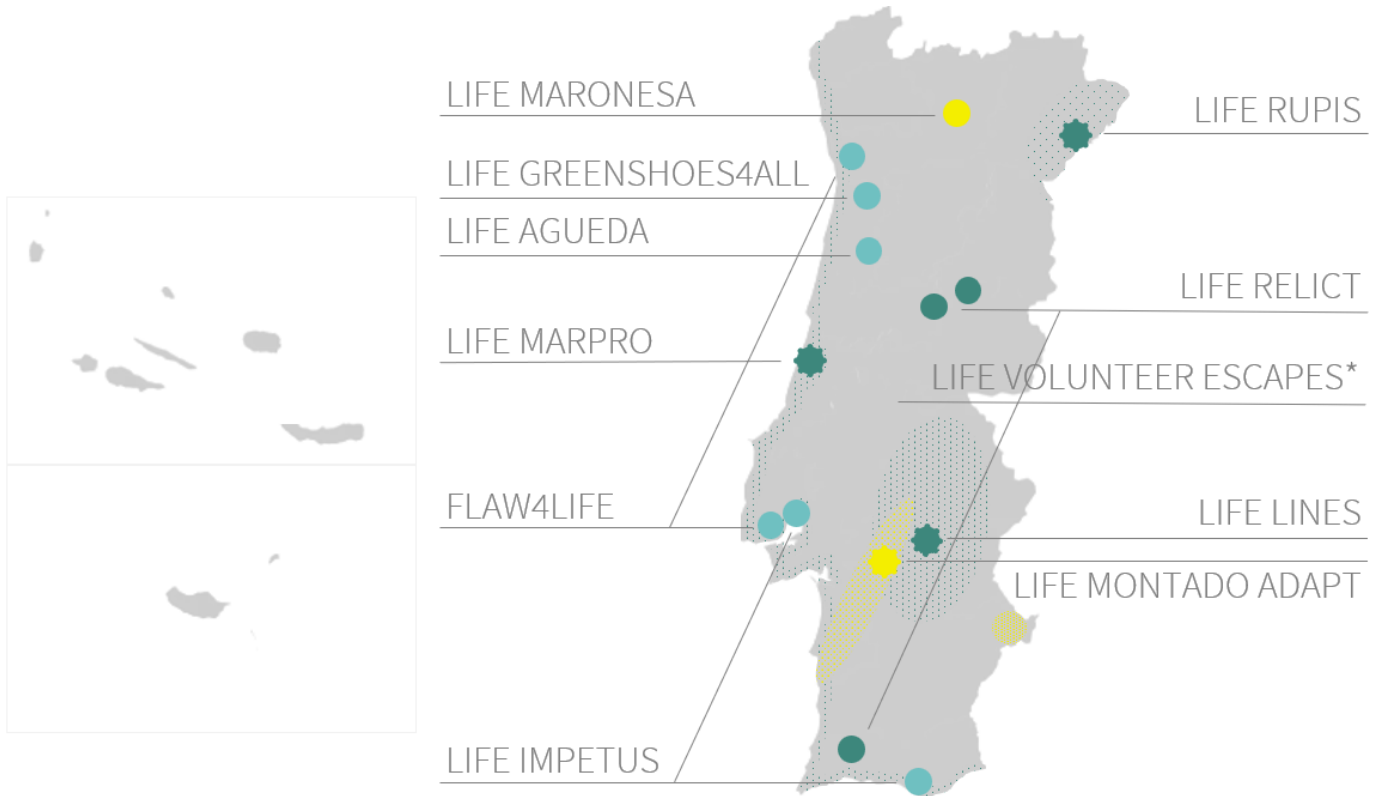 LIFE MARONESA
LIFE RUPIS
LIFE GREENSHOES4ALL
LIFE AGUEDA
LIFE RELICT
LIFE MARPRO
LIFE VOLUNTEER ESCAPES*
FLAW4LIFE
LIFE LINES
LIFE MONTADO ADAPT
LIFE IMPETUS